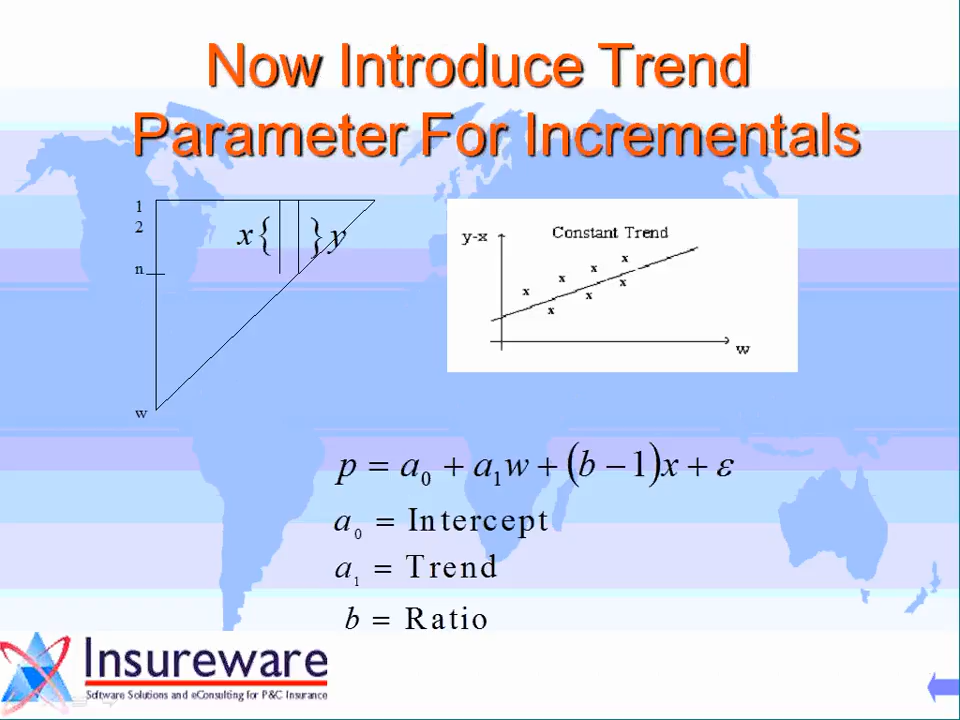 Now Introduce Trend
Parameter For Incrementals
1
2
n
w
x{ }y
y-x
Constant Trend
x x x x
x x x
w
p = a₀ + a₁w + (b − 1)x + ε
a₀ = Intercept
a₁ = Trend
b = Ratio
Insureware
Software Solutions and eConsulting for P&C Insurance